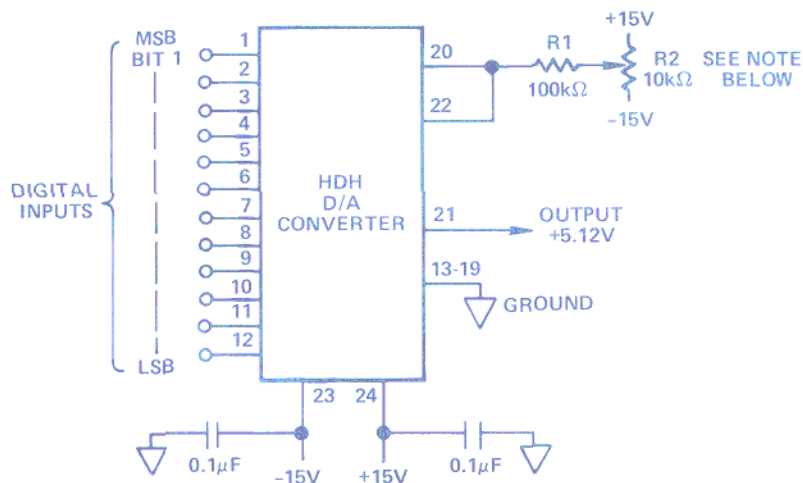 MSB
BIT 1
1
2
3
4
5
6
7
8
9
10
11
12
LSB
DIGITAL
INPUTS
HDH
D/A
CONVERTER
20
22
R1
100kΩ
+15V
R2
10kΩ
-15V
SEE NOTE
BELOW
21
OUTPUT
+5.12V
13-19
GROUND
23
24
0.1μF
-15V
+15V
0.1μF